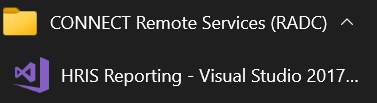 CONNECT Remote Services (RADC)
HRIS Reporting - Visual Studio 2017...